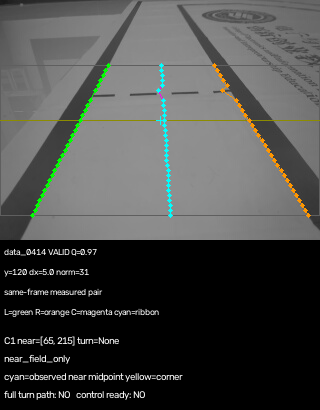 data_0414 VALID Q=0.97
y=120 dx=5.0 norm=31
same-frame measured pair
L=green R=orange C=magenta cyan=ribbon
C1 near=[65, 215] turn=None
near_field_only
cyan=observed near midpoint yellow=corner
full turn path: NO control ready: NO